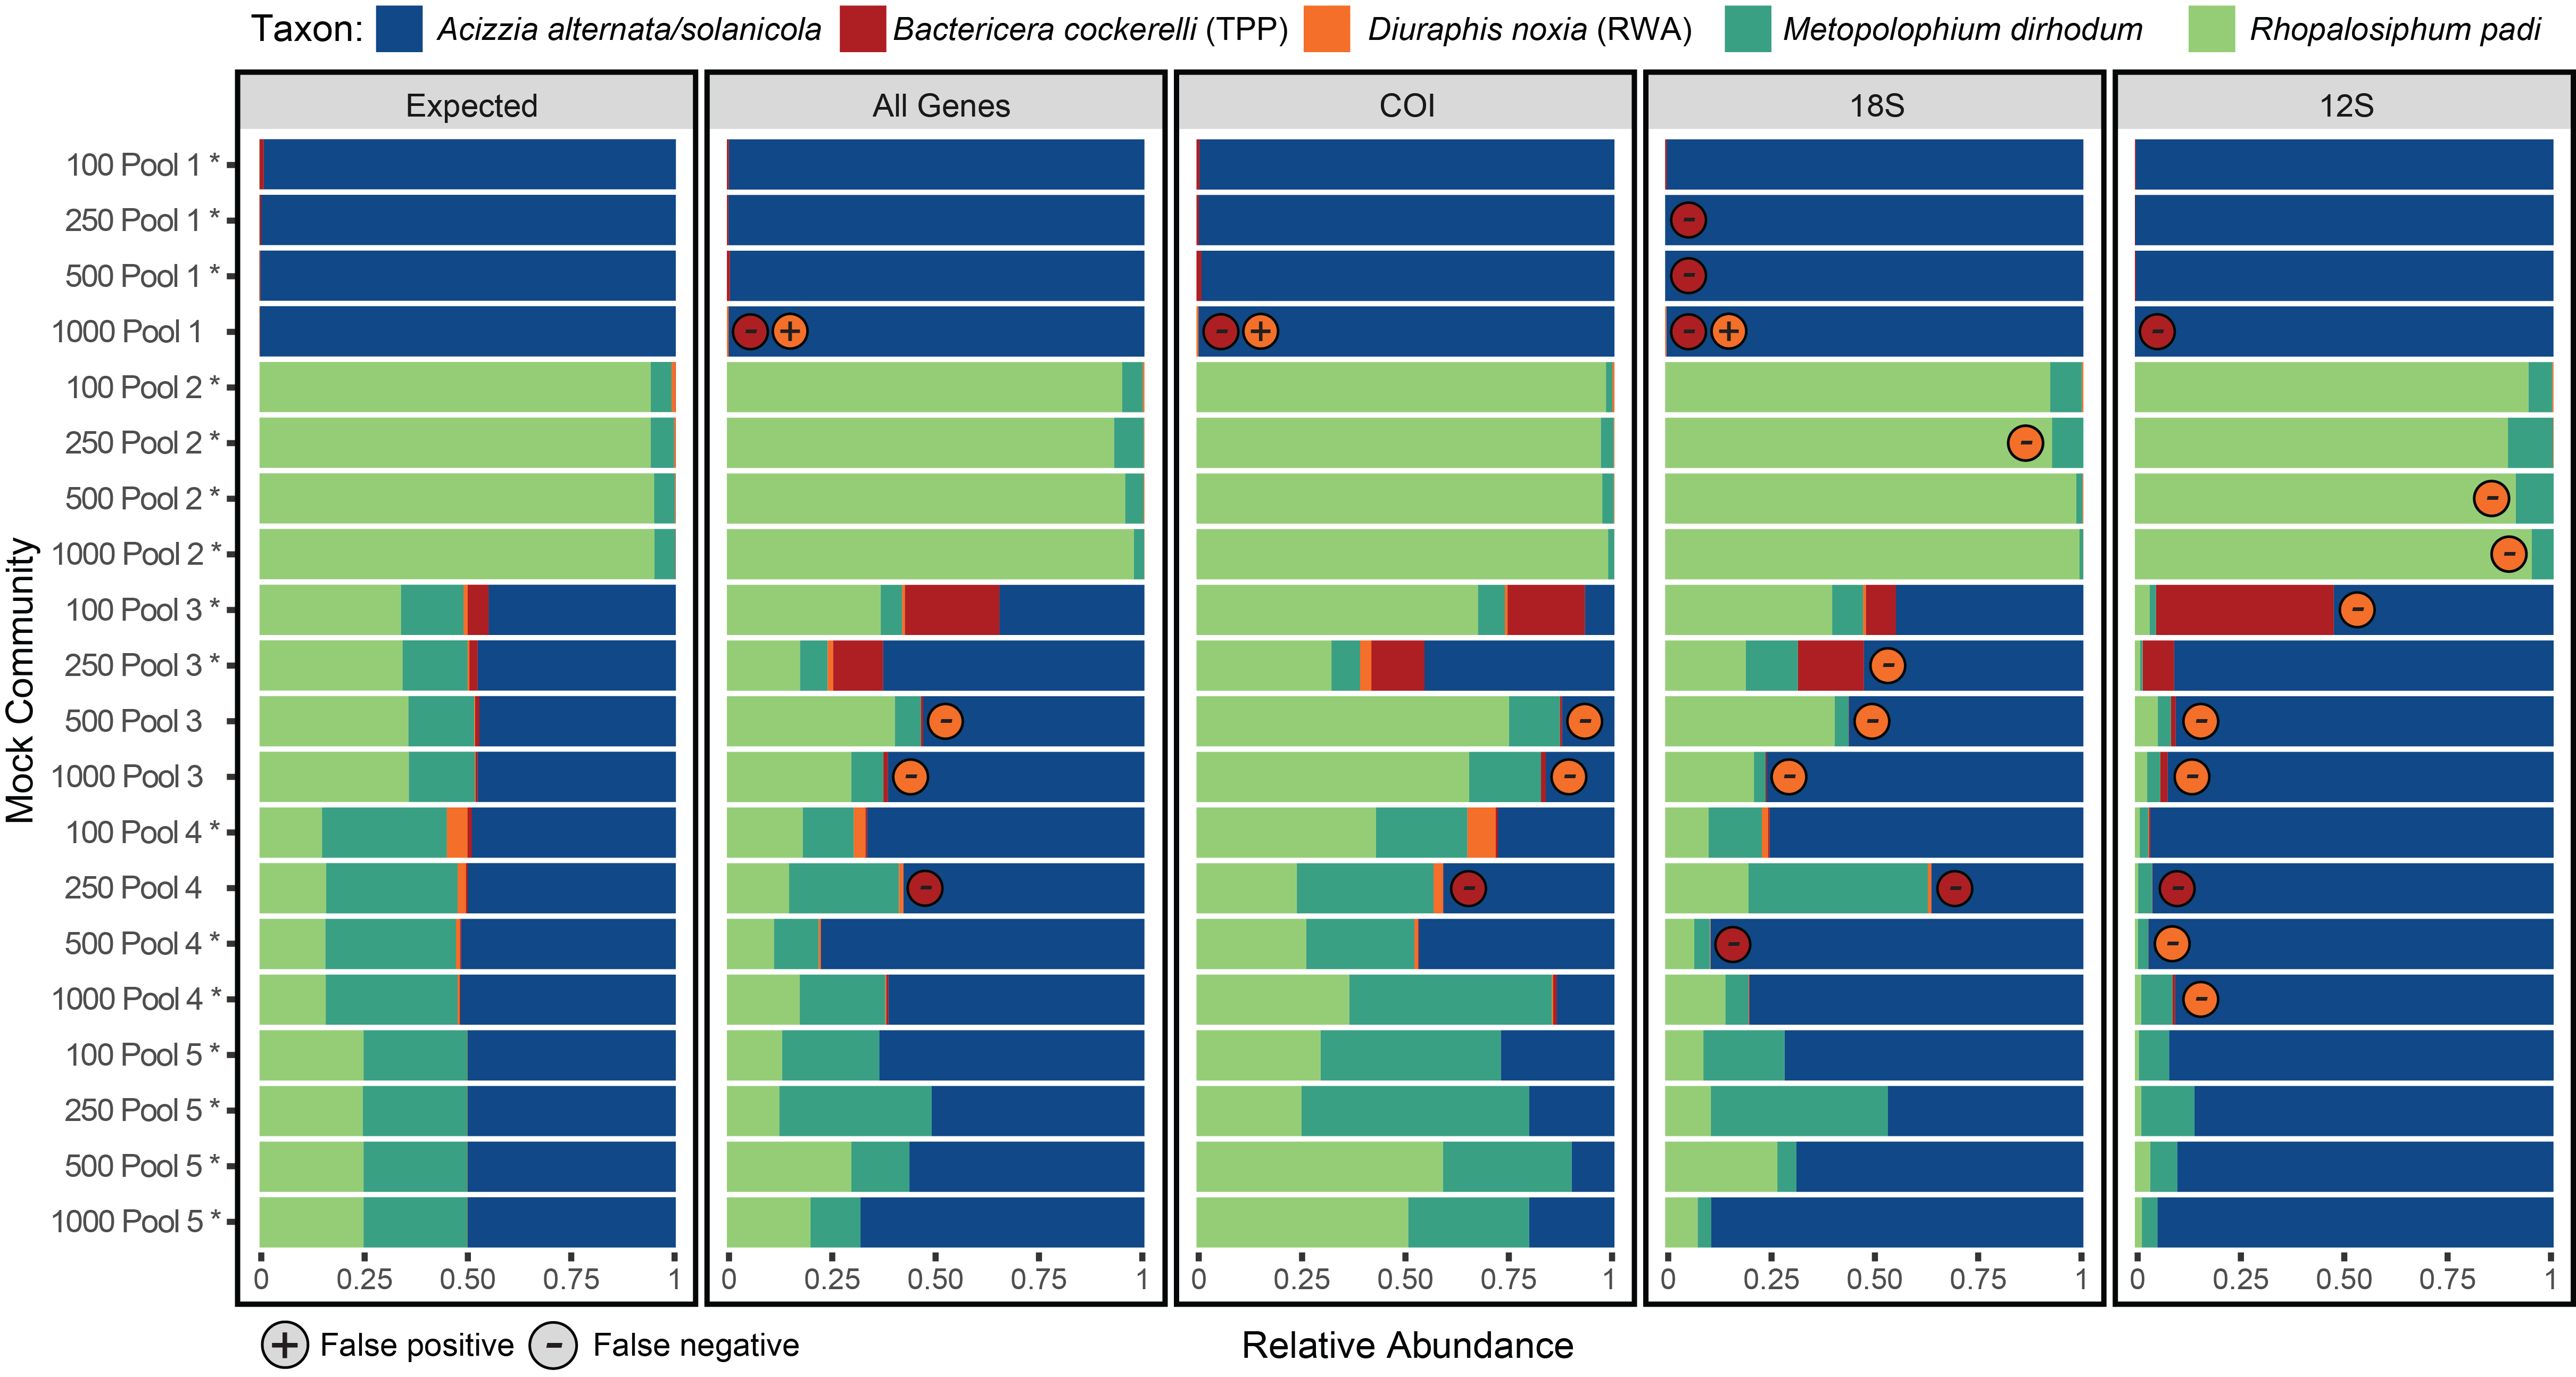 Taxon: Acizzia alternata/solanicola Bactericera cockerelli (TPP) Diuraphis noxia (RWA) Metopolophium dirhodum Rhopalosiphum padi
Expected All Genes COI 18S 12S
Mock Community
100 Pool 1 *
250 Pool 1 *
-
500 Pool 1 *
-
1000 Pool 1
- + - + - + -
100 Pool 2 *
250 Pool 2 *
-
500 Pool 2 *
-
1000 Pool 2 *
-
100 Pool 3 *
-
250 Pool 3 *
-
500 Pool 3
- - - -
1000 Pool 3
- - - -
100 Pool 4 *
250 Pool 4
- - - -
500 Pool 4 *
- -
1000 Pool 4 *
-
100 Pool 5 *
250 Pool 5 *
500 Pool 5 *
1000 Pool 5 *
0 0.25 0.50 0.75 1 0 0.25 0.50 0.75 1 0 0.25 0.50 0.75 1 0 0.25 0.50 0.75 1 0 0.25 0.50 0.75 1
+ False positive - False negative
Relative Abundance